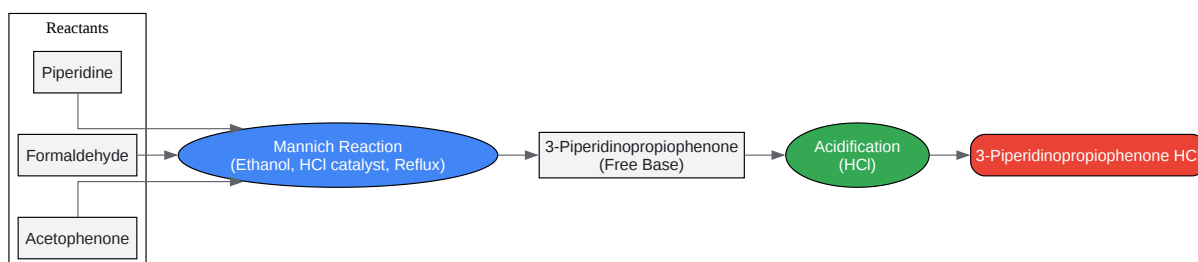 Reactants
Piperidine
Formaldehyde
Acetophenone
Mannich Reaction
(Ethanol, HCl catalyst, Reflux)
3-Piperidinopropiophenone
(Free Base)
Acidification
(HCl)
3-Piperidinopropiophenone HC